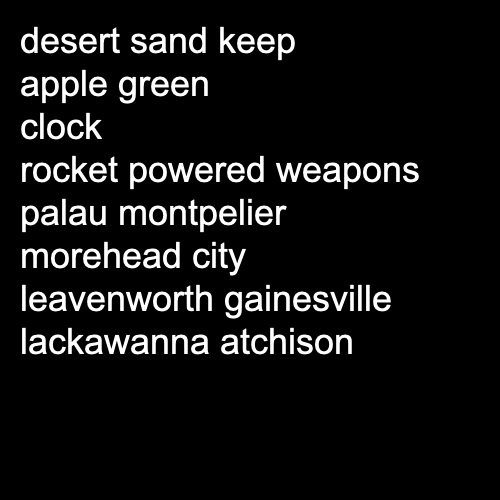 desert sand keep
apple green
clock
rocket powered weapons
palau montpelier
morehead city
leavenworth gainesville
lackawanna atchison